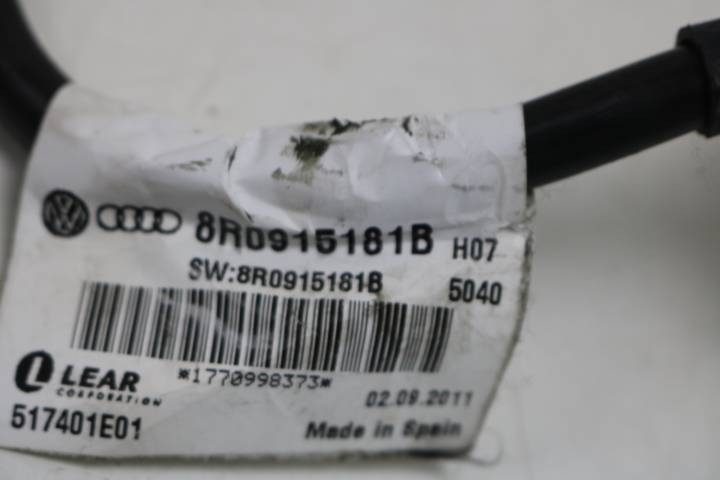 8R0915181B H07
SW:8R0915181B 5040
*1770998373*
LEAR
CORPORATION
02.09.2011
517401E01
Made in Spain